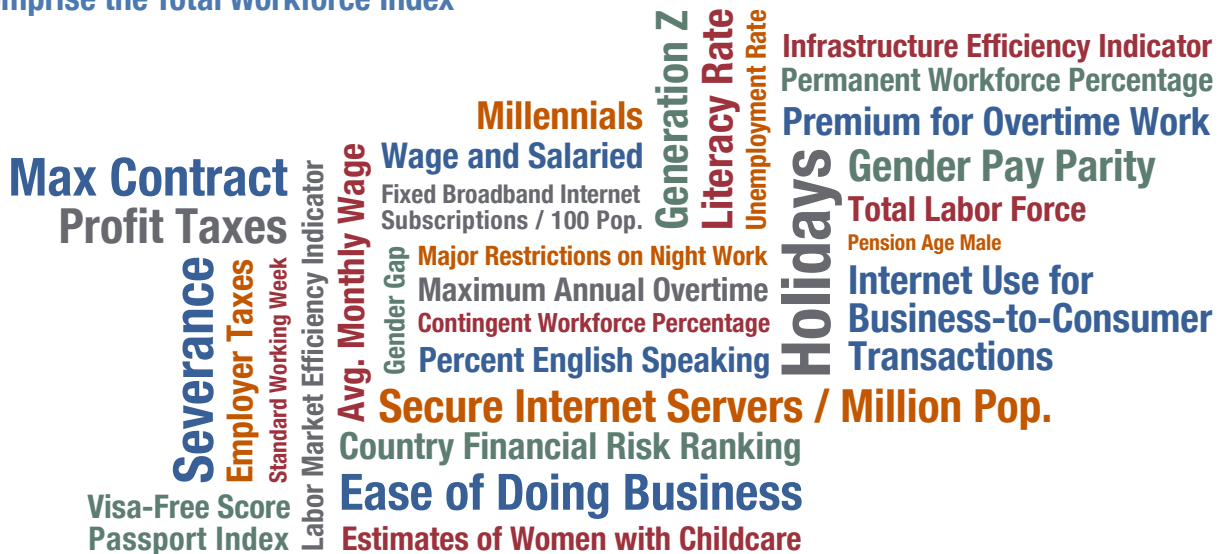 mprise the Total Workforce Index
Generation Z
Literacy Rate
Unemployment Rate
Infrastructure Efficiency Indicator
Permanent Workforce Percentage
Premium for Overtime Work
Millennials
Wage and Salaried
Fixed Broadband Internet
Subscriptions / 100 Pop.
Holidays
Gender Pay Parity
Total Labor Force
Pension Age Male
Internet Use for
Business-to-Consumer
Transactions
Max Contract
Profit Taxes
Severance
Employer Taxes
Standard Working Week
Labor Market Efficiency Indicator
Avg. Monthly Wage
Gender Gap
Major Restrictions on Night Work
Maximum Annual Overtime
Contingent Workforce Percentage
Percent English Speaking
Secure Internet Servers / Million Pop.
Country Financial Risk Ranking
Ease of Doing Business
Visa-Free Score
Passport Index
Estimates of Women with Childcare